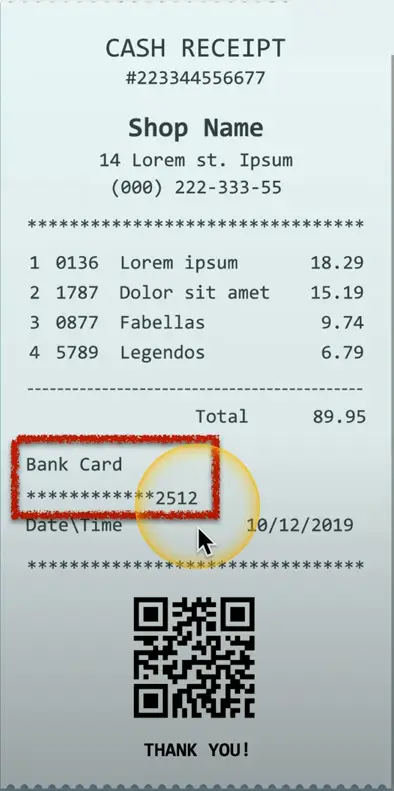 CASH RECEIPT
#223344556677
Shop Name
14 Lorem st. Ipsum
(000) 222-333-55
********************************
1 0136 Lorem ipsum 18.29
2 1787 Dolor sit amet 15.19
3 0877 Fabellas 9.74
4 5789 Legendos 6.79
----------------------------------------
Total 89.95
Bank Card
************2512
Date\Time 10/12/2019
********************************
THANK YOU!